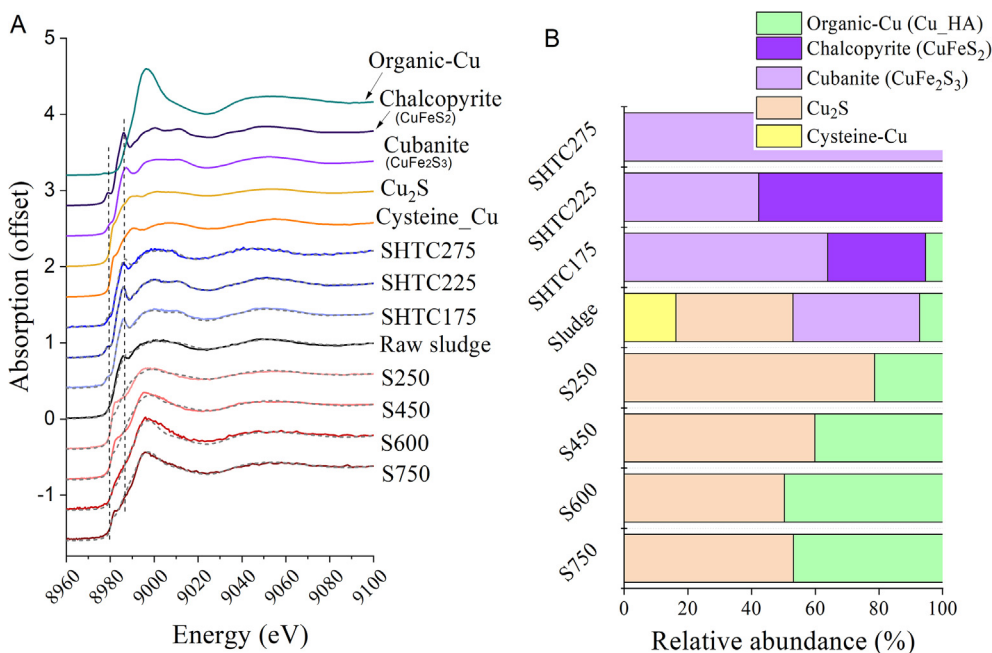 A
5
4
3
2
1
0
-1
Absorption (offset)
Organic-Cu
Chalcopyrite
(CuFeS2)
Cubanite
(CuFe2S3)
Cu2S
Cysteine_Cu
SHTC275
SHTC225
SHTC175
Raw sludge
S250
S450
S600
S750
8960
8980
9000
9020
9040
9060
9080
9100
Energy (eV)
B
Organic-Cu (Cu_HA)
Chalcopyrite (CuFeS2)
Cubanite (CuFe2S3)
Cu2S
Cysteine-Cu
SHTC275
SHTC225
SHTC175
Sludge
S250
S450
S600
S750
0
20
40
60
80
100
Relative abundance (%)